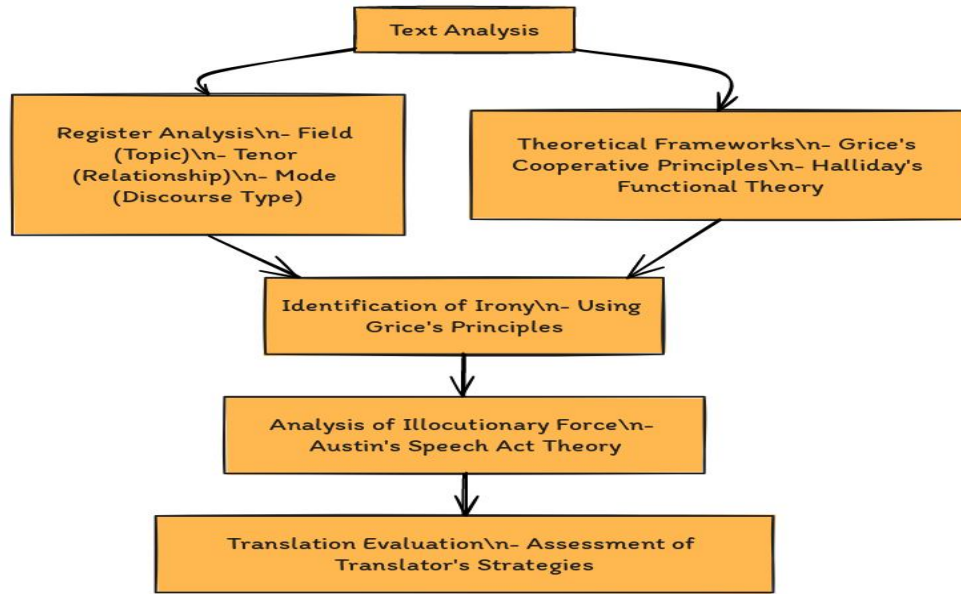 Text Analysis
Register Analysis\n- Field
(Topic)\n- Tenor
(Relationship)\n- Mode
(Discourse Type)
Theoretical Frameworks\n- Grice's
Cooperative Principles\n- Halliday's
Functional Theory
Identification of Irony\n- Using
Grice's Principles
Analysis of Illocutionary Force\n-
Austin's Speech Act Theory
Translation Evaluation\n- Assessment of
Translator's Strategies